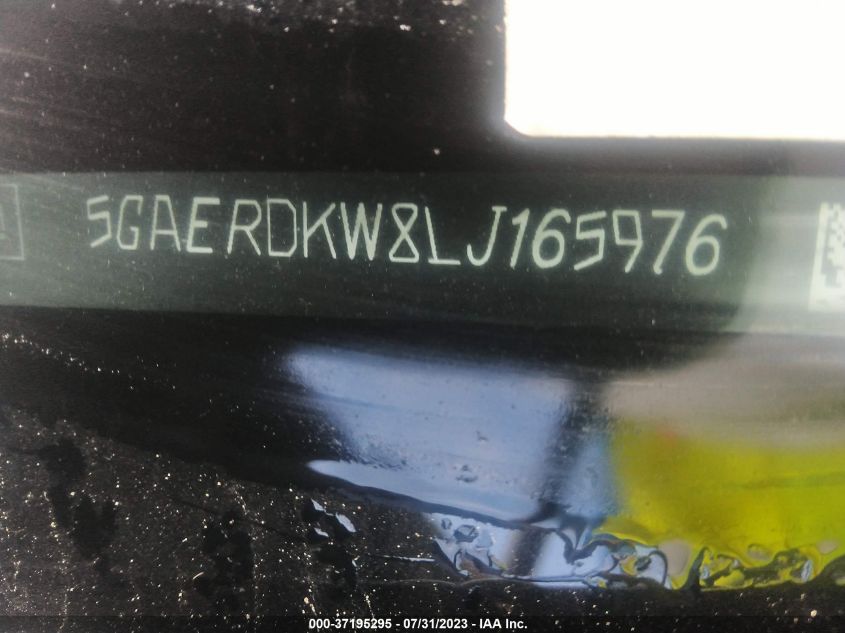 5GAERDKW8LJ165976
000-37195295 - 07/31/2023 - IAA Inc.